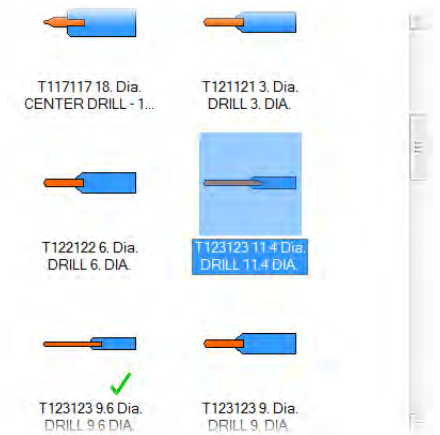 T117117 18. Dia.
CENTER DRILL - 1...
T121121 3. Dia.
DRILL 3. DIA.
T122122 6. Dia.
DRILL 6. DIA.
T123123 11.4 Dia.
DRILL 11.4 DIA.
T123123 9.6 Dia.
DRILL 9.6 DIA.
T123123 9. Dia.
DRILL 9. DIA.